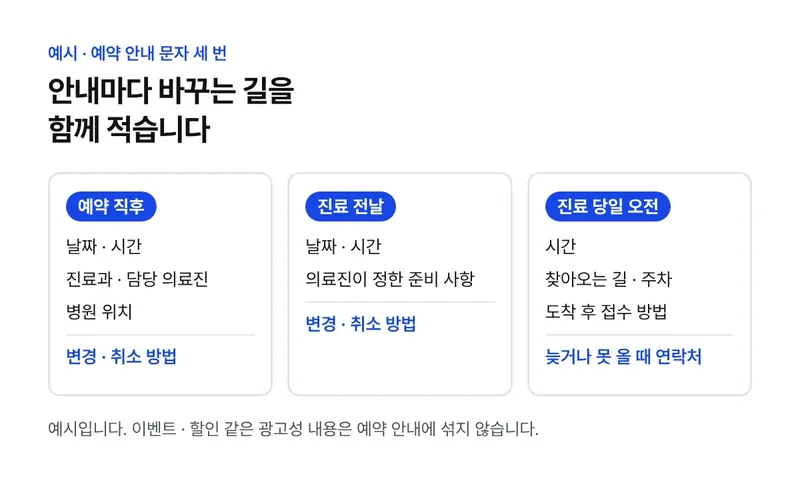 예시 · 예약 안내 문자 세 번
안내마다 바꾸는 길을
함께 적습니다
예약 직후
날짜 · 시간
진료과 · 담당 의료진
병원 위치
변경 · 취소 방법
진료 전날
날짜 · 시간
의료진이 정한 준비 사항
변경 · 취소 방법
진료 당일 오전
시간
찾아오는 길 · 주차
도착 후 접수 방법
늦거나 못 올 때 연락처
예시입니다. 이벤트 · 할인 같은 광고성 내용은 예약 안내에 섞지 않습니다.